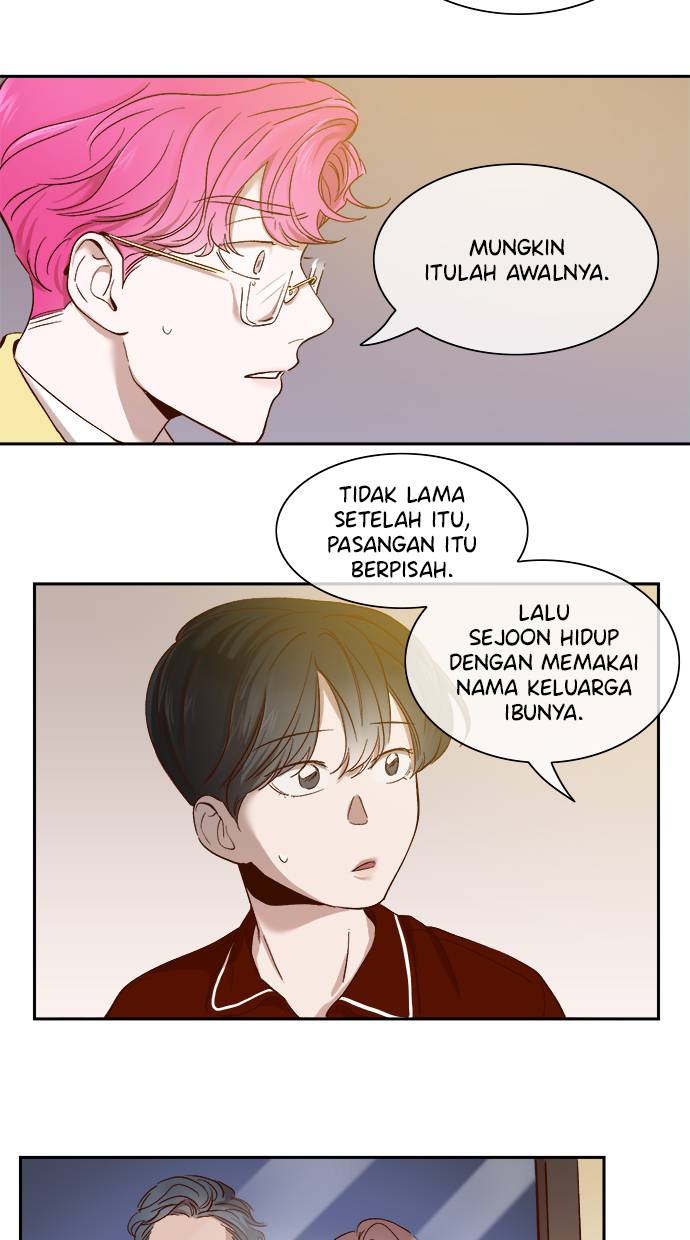 MUNGKIN
ITULAH AWALNYA.
TIDAK LAMA
SETELAH ITU,
PASANGAN ITU
BERPISAH.
LALU
SEJOON HIDUP
DENGAN MEMAKAI
NAMA KELUARGA
IBUNYA.